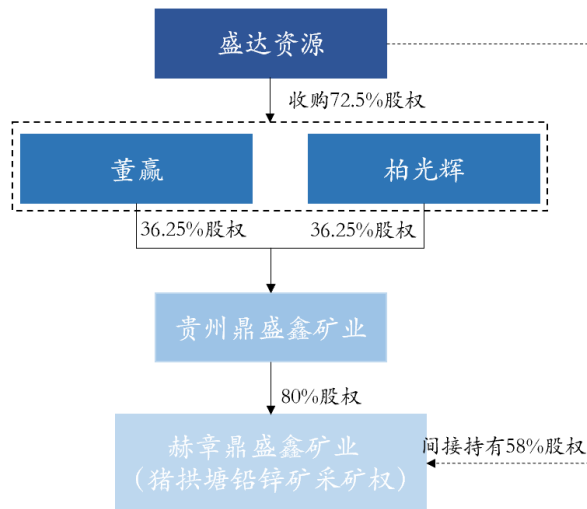 盛达资源
收购72.5%股权
董赢
柏光辉
36.25%股权
36.25%股权
贵州鼎盛鑫矿业
80%股权
赫章鼎盛鑫矿业
（猪拱塘铅锌矿采矿权）
间接持有58%股权